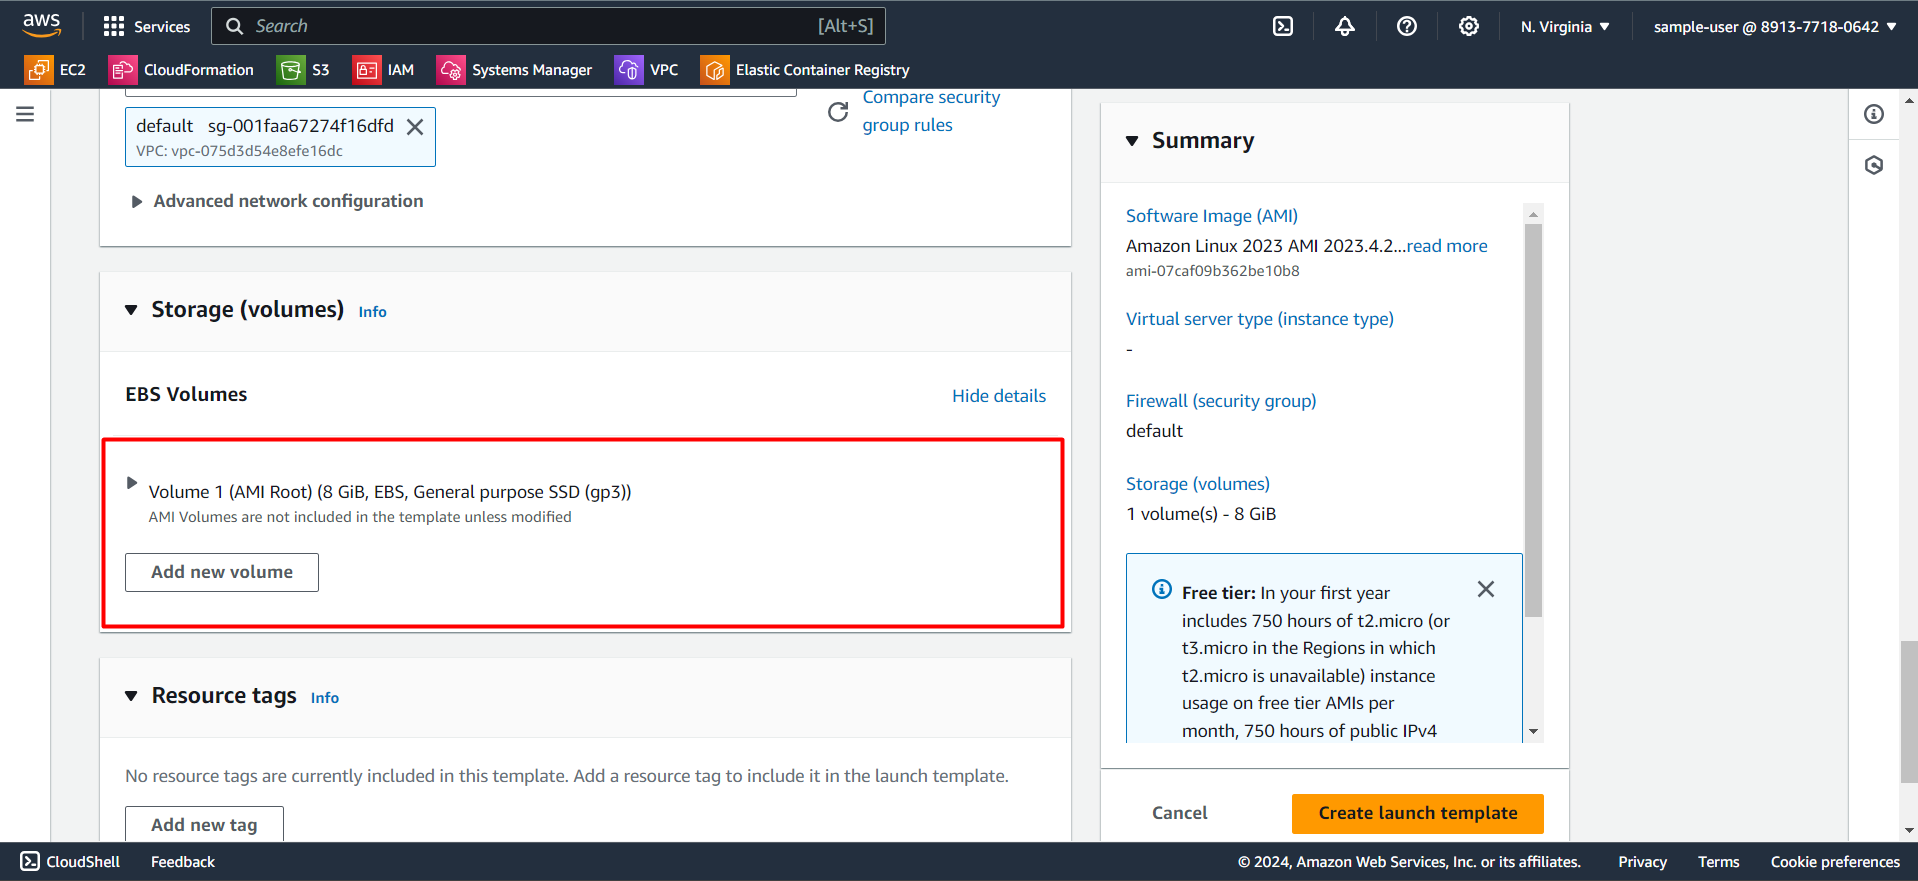 aws
Services
Search
[Alt+S]
N. Virginia
sample-user @ 8913-7718-0642
EC2
CloudFormation
S3
IAM
Systems Manager
VPC
Elastic Container Registry
default sg-001faa67274f16dfd
VPC: vpc-075d3d54e8efe16dc
Compare security
group rules
Advanced network configuration
Storage (volumes) Info
EBS Volumes
Hide details
Volume 1 (AMI Root) (8 GiB, EBS, General purpose SSD (gp3))
AMI Volumes are not included in the template unless modified
Add new volume
Resource tags Info
No resource tags are currently included in this template. Add a resource tag to include it in the launch template.
Add new tag
Summary
Software Image (AMI)
Amazon Linux 2023 AMI 2023.4.2...read more
ami-07caf09b362be10b8
Virtual server type (instance type)
-
Firewall (security group)
default
Storage (volumes)
1 volume(s) - 8 GiB
Free tier: In your first year
includes 750 hours of t2.micro (or
t3.micro in the Regions in which
t2.micro is unavailable) instance
usage on free tier AMIs per
month, 750 hours of public IPv4
Cancel
Create launch template
CloudShell
Feedback
© 2024, Amazon Web Services, Inc. or its affiliates.
Privacy
Terms
Cookie preferences